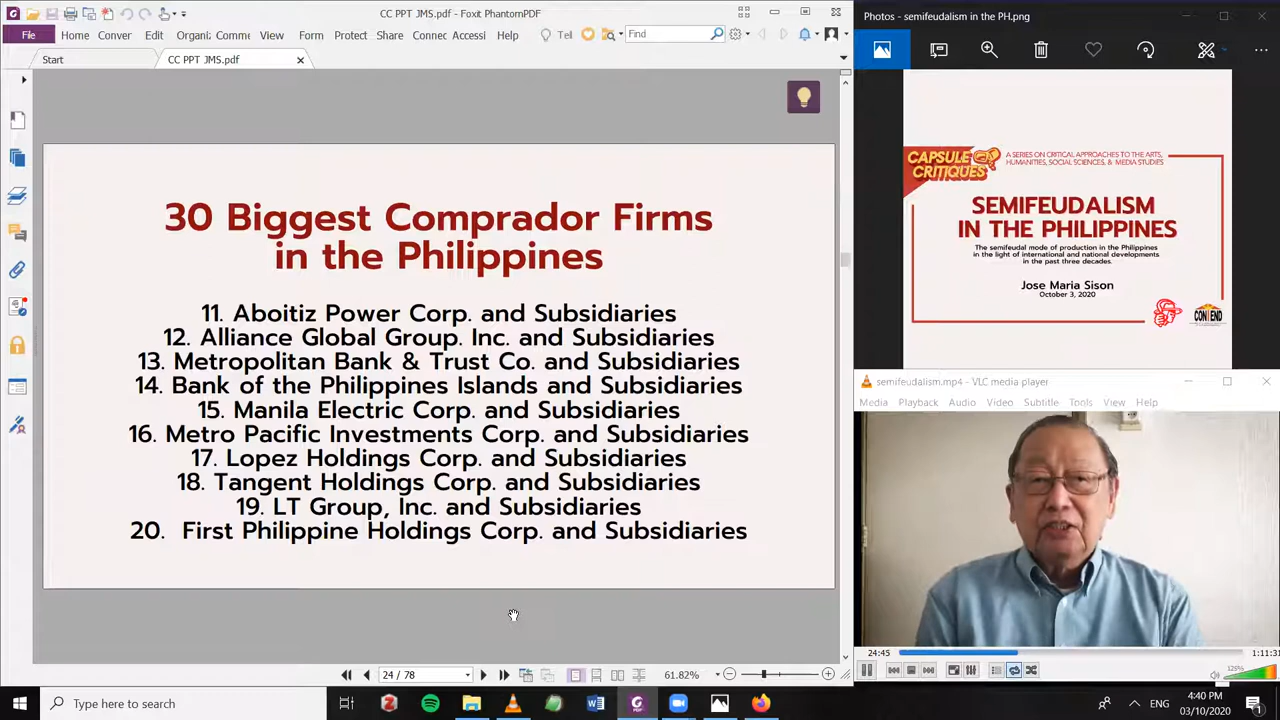 CC PPT JMS.pdf - Foxit PhantomPDF
File
Home
Conver
Edit
Organi
Comme
View
Form
Protect
Share
Connec
Accessi
Help
Tel
Find
Start
CC PPT JMS.pdf
30 Biggest Comprador Firms
in the Philippines
11. Aboitiz Power Corp. and Subsidiaries
12. Alliance Global Group. Inc. and Subsidiaries
13. Metropolitan Bank & Trust Co. and Subsidiaries
14. Bank of the Philippines Islands and Subsidiaries
15. Manila Electric Corp. and Subsidiaries
16. Metro Pacific Investments Corp. and Subsidiaries
17. Lopez Holdings Corp. and Subsidiaries
18. Tangent Holdings Corp. and Subsidiaries
19. LT Group, Inc. and Subsidiaries
20. First Philippine Holdings Corp. and Subsidiaries
24 / 78
61.82%
Photos - semifeudalism in the PH.png
CAPSULE
CRITIQUES
A SERIES ON CRITICAL APPROACHES TO THE ARTS,
HUMANITIES, SOCIAL SCIENCES, & MEDIA STUDIES
SEMIFEUDALISM
IN THE PHILIPPINES
The semifeudal mode of production in the Philippines
in the light of international and national developments
in the past three decades.
Jose Maria Sison
October 3, 2020
CONTEND
semifeudalism.mp4 - VLC media player
Media
Playback
Audio
Video
Subtitle
Tools
View
Help
24:45
1:11:31
125%
Type here to search
ENG
4:40 PM
03/10/2020